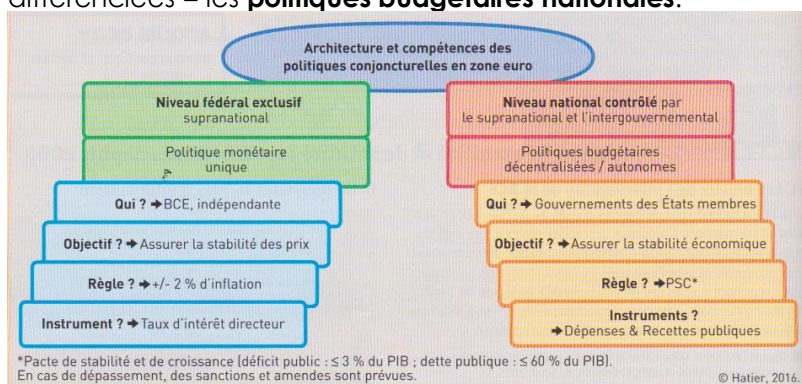 différenciées – les politiques budgétaires nationales.
Architecture et compétences des
politiques conjoncturelles en zone euro
Niveau fédéral exclusif
supranational
Politique monétaire
unique
Qui ? ➔ BCE, indépendante
Objectif ? ➔ Assurer la stabilité des prix
Règle ? ➔ +/- 2 % d'inflation
Instrument ? ➔ Taux d'intérêt directeur
Niveau national contrôlé par
le supranational et l'intergouvernemental
Politiques budgétaires
décentralisées / autonomes
Qui ? ➔ Gouvernements des États membres
Objectif ? ➔ Assurer la stabilité économique
Règle ? ➔ PSC*
Instruments ?
➔ Dépenses & Recettes publiques
*Pacte de stabilité et de croissance (déficit public : ≤ 3 % du PIB ; dette publique : ≤ 60 % du PIB).
En cas de dépassement, des sanctions et amendes sont prévues.
© Hatier, 2016.